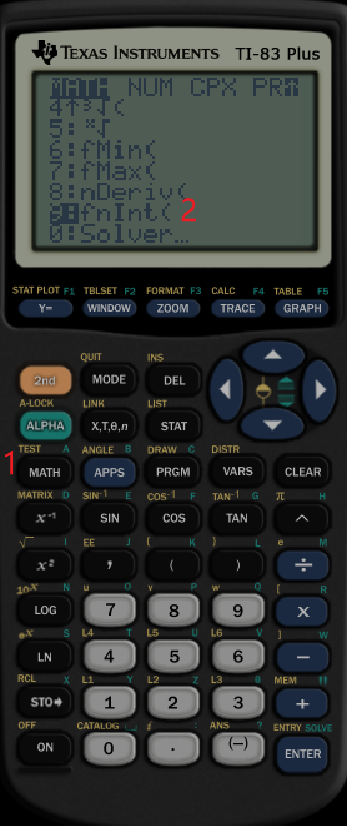 TEXAS INSTRUMENTS TI-83 Plus
MATH NUM CPX PRB
4↑³√(
5:ˣ√
6:fMin(
7:fMax(
8:nDeriv(
9:fnInt( 2
0:Solver…
STAT PLOT F1 TBLSET F2 FORMAT F3 CALC F4 TABLE F5
Y= WINDOW ZOOM TRACE GRAPH
QUIT INS
2nd MODE DEL
A-LOCK LINK LIST
ALPHA X,T,θ,n STAT
TEST A ANGLE B DRAW C DISTR
1 MATH APPS PRGM VARS CLEAR
MATRIX D SIN⁻¹ E COS⁻¹ F TAN⁻¹ G π H
x⁻¹ SIN COS TAN ^
√ I EE J { K } L e M
x² , ( ) ÷
10ˣ N u O v P w Q [ R
LOG 7 8 9 x
eˣ S L4 T L5 U L6 V ] W
LN 4 5 6 −
RCL X L1 Y L2 Z L3 θ MEM "
STO➧ 1 2 3 +
OFF CATALOG ⎵ i : ANS ? ENTRY SOLVE
ON 0 . (−) ENTER